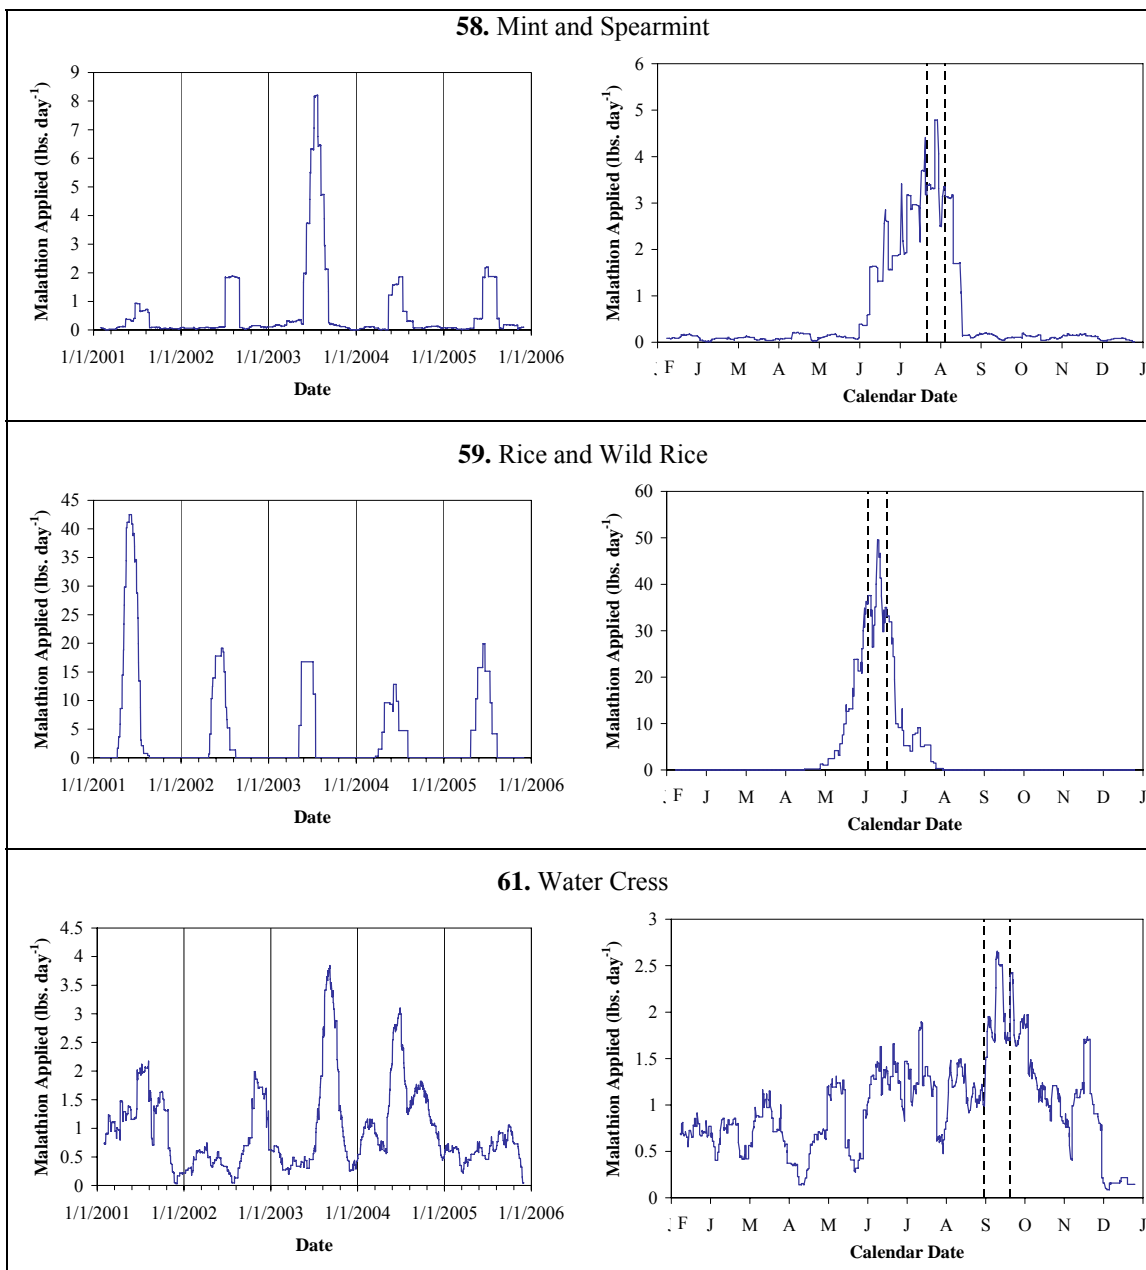 58. Mint and Spearmint
Malathion Applied (lbs. day-1)
9
8
7
6
5
4
3
2
1
0
1/1/2001 1/1/2002 1/1/2003 1/1/2004 1/1/2005 1/1/2006
Date
Malathion Applied (lbs. day-1)
6
5
4
3
2
1
0
. F J M A M J J A S O N D J
Calendar Date
59. Rice and Wild Rice
Malathion Applied (lbs. day-1)
45
40
35
30
25
20
15
10
5
0
1/1/2001 1/1/2002 1/1/2003 1/1/2004 1/1/2005 1/1/2006
Date
Malathion Applied (lbs. day-1)
60
50
40
30
20
10
0
. F J M A M J J A S O N D J
Calendar Date
61. Water Cress
Malathion Applied (lbs. day-1)
4.5
4
3.5
3
2.5
2
1.5
1
0.5
0
1/1/2001 1/1/2002 1/1/2003 1/1/2004 1/1/2005 1/1/2006
Date
Malathion Applied (lbs. day-1)
3
2.5
2
1.5
1
0.5
0
. F J M A M J J A S O N D J
Calendar Date